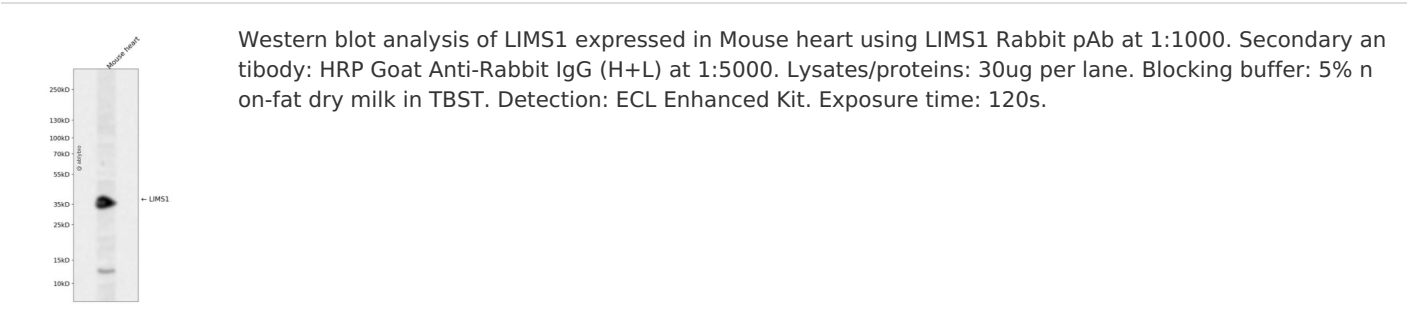 Mouse heart
250kD
130kD
100kD
70kD
55kD
35kD
25kD
15kD
10kD
← LIMS1
Western blot analysis of LIMS1 expressed in Mouse heart using LIMS1 Rabbit pAb at 1:1000. Secondary an
tibody: HRP Goat Anti-Rabbit IgG (H+L) at 1:5000. Lysates/proteins: 30ug per lane. Blocking buffer: 5% n
on-fat dry milk in TBST. Detection: ECL Enhanced Kit. Exposure time: 120s.